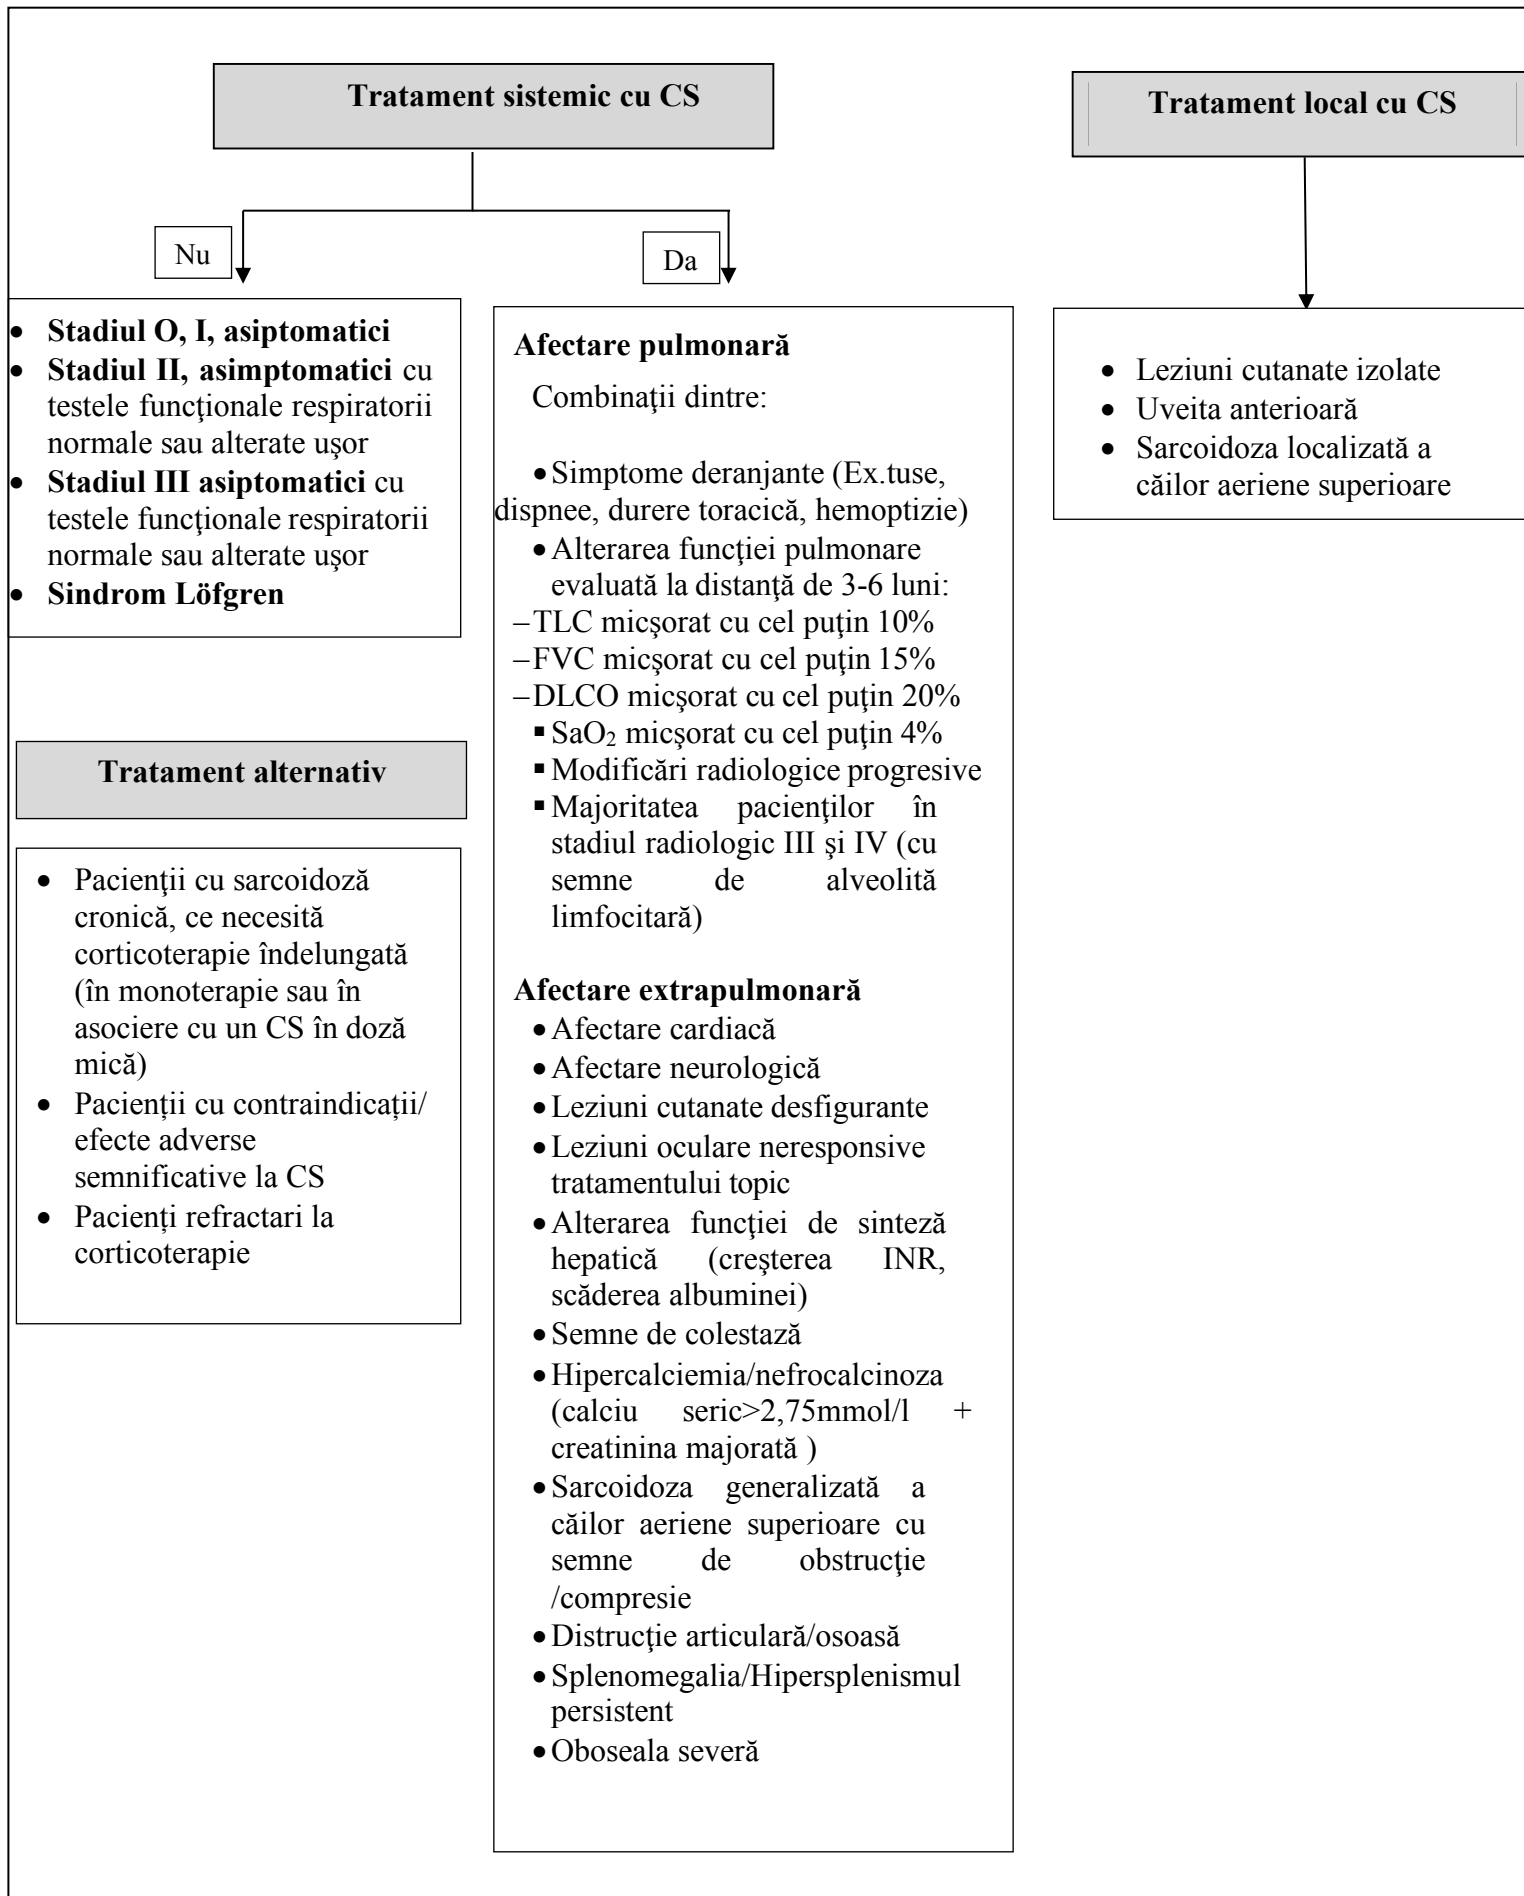 Tratament sistemic cu CS
Tratament local cu CS
Nu
Da
• Stadiul O, I, asiptomatici
• Stadiul II, asimptomatici cu
testele funcţionale respiratorii
normale sau alterate uşor
• Stadiul III asiptomatici cu
testele funcţionale respiratorii
normale sau alterate uşor
• Sindrom Löfgren
Tratament alternativ
• Pacienţii cu sarcoidoză
cronică, ce necesită
corticoterapie îndelungată
(în monoterapie sau în
asociere cu un CS în doză
mică)
• Pacienții cu contraindicații/
efecte adverse
semnificative la CS
• Pacienți refractari la
corticoterapie
Afectare pulmonară
Combinaţii dintre:
• Simptome deranjante (Ex.tuse,
dispnee, durere toracică, hemoptizie)
• Alterarea funcţiei pulmonare
evaluată la distanţă de 3-6 luni:
–TLC micşorat cu cel puţin 10%
–FVC micşorat cu cel puţin 15%
–DLCO micşorat cu cel puţin 20%
▪ SaO₂ micşorat cu cel puţin 4%
▪ Modificări radiologice progresive
▪ Majoritatea pacienţilor în
stadiul radiologic III şi IV (cu
semne de alveolită
limfocitară)
Afectare extrapulmonară
• Afectare cardiacă
• Afectare neurologică
• Leziuni cutanate desfigurante
• Leziuni oculare neresponsive
tratamentului topic
• Alterarea funcţiei de sinteză
hepatică (creşterea INR,
scăderea albuminei)
• Semne de colestază
• Hipercalciemia/nefrocalcinoza
(calciu seric>2,75mmol/l +
creatinina majorată )
• Sarcoidoza generalizată a
căilor aeriene superioare cu
semne de obstrucţie
/compresie
• Distrucţie articulară/osoasă
• Splenomegalia/Hipersplenismul
persistent
• Oboseala severă
• Leziuni cutanate izolate
• Uveita anterioară
• Sarcoidoza localizată a
căilor aeriene superioare